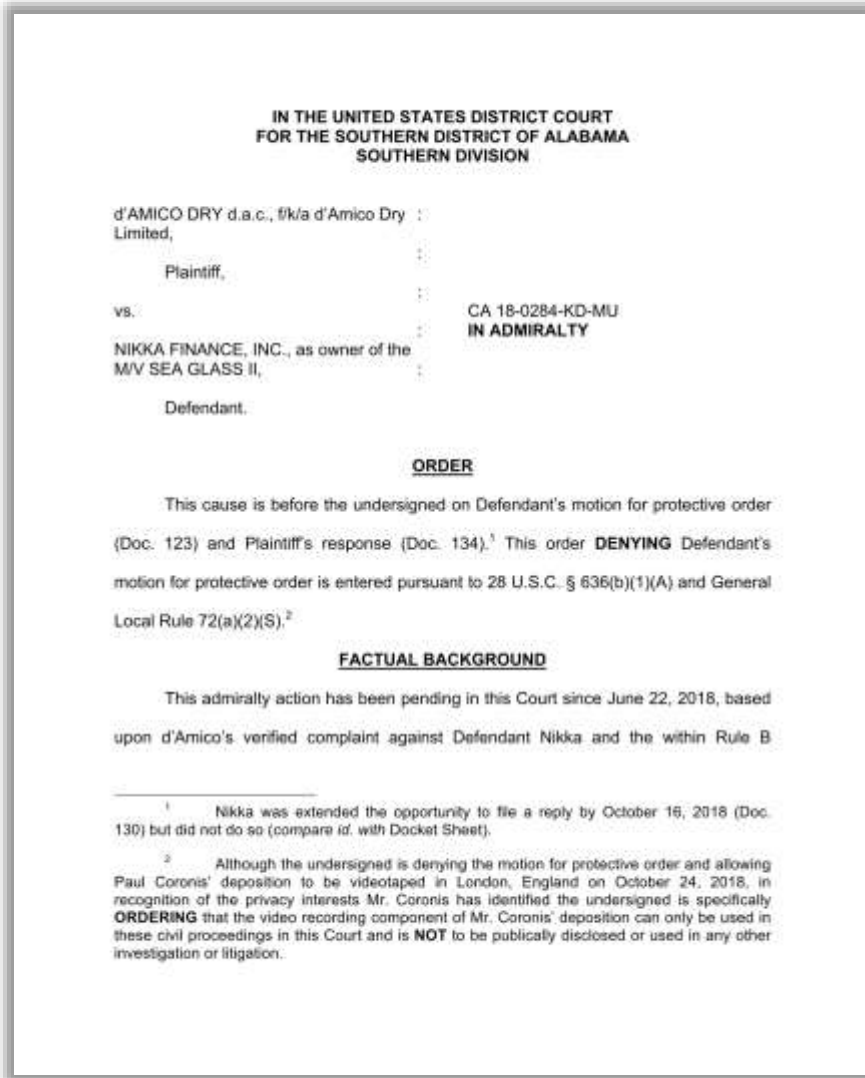 IN THE UNITED STATES DISTRICT COURT
FOR THE SOUTHERN DISTRICT OF ALABAMA
SOUTHERN DIVISION
d'AMICO DRY d.a.c., f/k/a d'Amico Dry :
Limited,
:
Plaintiff,
:
vs. CA 18-0284-KD-MU
: IN ADMIRALTY
NIKKA FINANCE, INC., as owner of the
M/V SEA GLASS II, :
Defendant.
ORDER
This cause is before the undersigned on Defendant's motion for protective order
(Doc. 123) and Plaintiff's response (Doc. 134).¹ This order DENYING Defendant's
motion for protective order is entered pursuant to 28 U.S.C. § 636(b)(1)(A) and General
Local Rule 72(a)(2)(S).²
FACTUAL BACKGROUND
This admiralty action has been pending in this Court since June 22, 2018, based
upon d'Amico's verified complaint against Defendant Nikka and the within Rule B
¹ Nikka was extended the opportunity to file a reply by October 16, 2018 (Doc.
130) but did not do so (compare id. with Docket Sheet).
² Although the undersigned is denying the motion for protective order and allowing
Paul Coronis' deposition to be videotaped in London, England on October 24, 2018, in
recognition of the privacy interests Mr. Coronis has identified the undersigned is specifically
ORDERING that the video recording component of Mr. Coronis' deposition can only be used in
these civil proceedings in this Court and is NOT to be publically disclosed or used in any other
investigation or litigation.